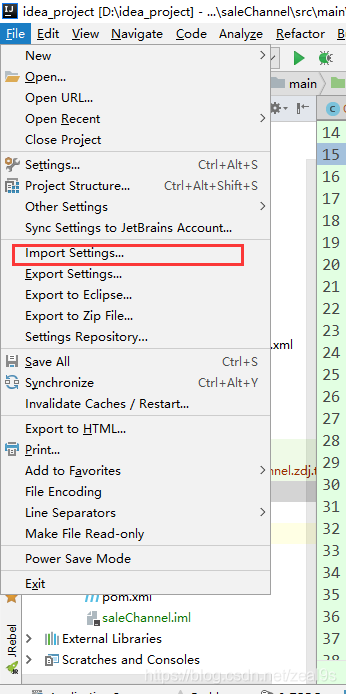 idea_project [D:\idea_project] - ...\saleChannel\src\main
File Edit View Navigate Code Analyze Refactor
New
Open...
main
Open URL...
Open Recent
Close Project
14
Settings... Ctrl+Alt+S
15
Project Structure... Ctrl+Alt+Shift+S
16
Other Settings
17
Sync Settings to JetBrains Account...
18
Import Settings...
19
Export Settings...
20
Export to Eclipse...
21
Export to Zip File...
22
Settings Repository...
.xml
23
24
Save All Ctrl+S
25
Synchronize Ctrl+Alt+Y
26
Invalidate Caches / Restart...
27
Export to HTML...
28
Print...
Add to Favorites
nnel.zdj.t
29
File Encoding
30
Line Separators
31
Make File Read-only
32
Power Save Mode
33
Exit
34
pom.xml
35
saleChannel.iml
36
External Libraries
37
Scratches and Consoles
38
JRebel
https://blog.csdn.net/zeal9s